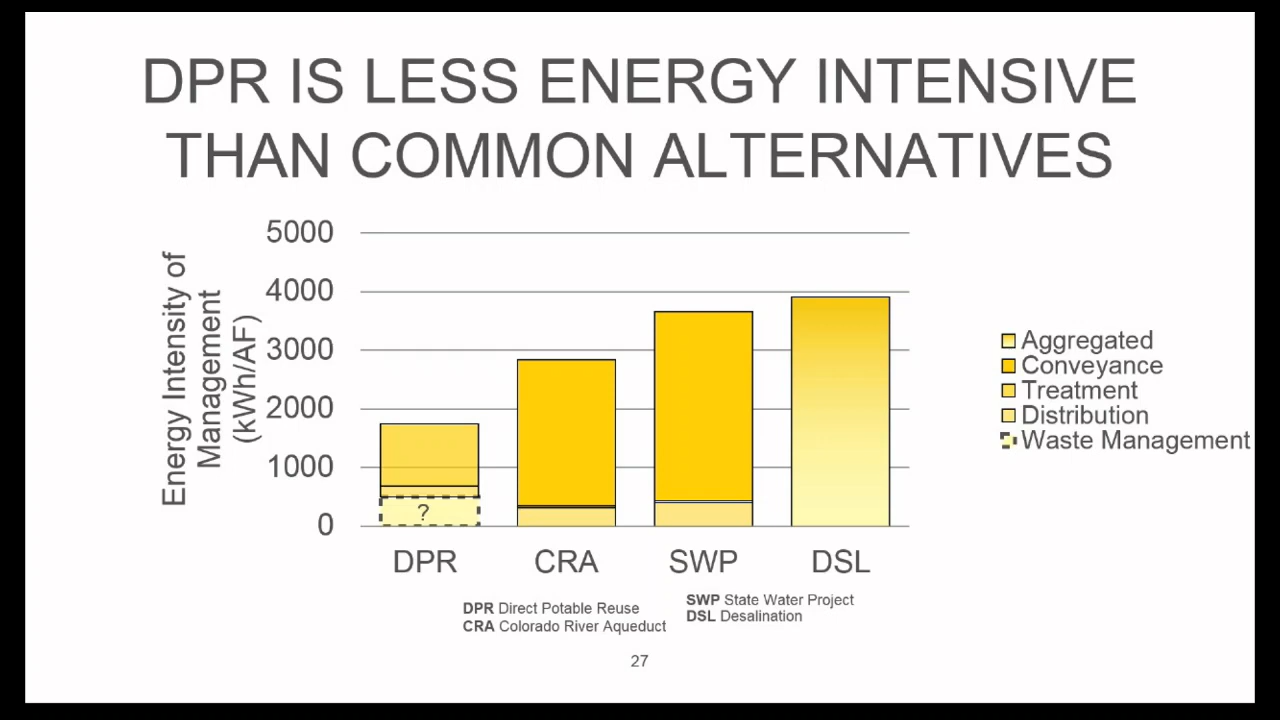 DPR IS LESS ENERGY INTENSIVE
THAN COMMON ALTERNATIVES
Energy Intensity of
Management
(kWh/AF)
5000
4000
3000
2000
1000
0
?
DPR
CRA
SWP
DSL
Aggregated
Conveyance
Treatment
Distribution
Waste Management
DPR Direct Potable Reuse
CRA Colorado River Aqueduct
SWP State Water Project
DSL Desalination
27